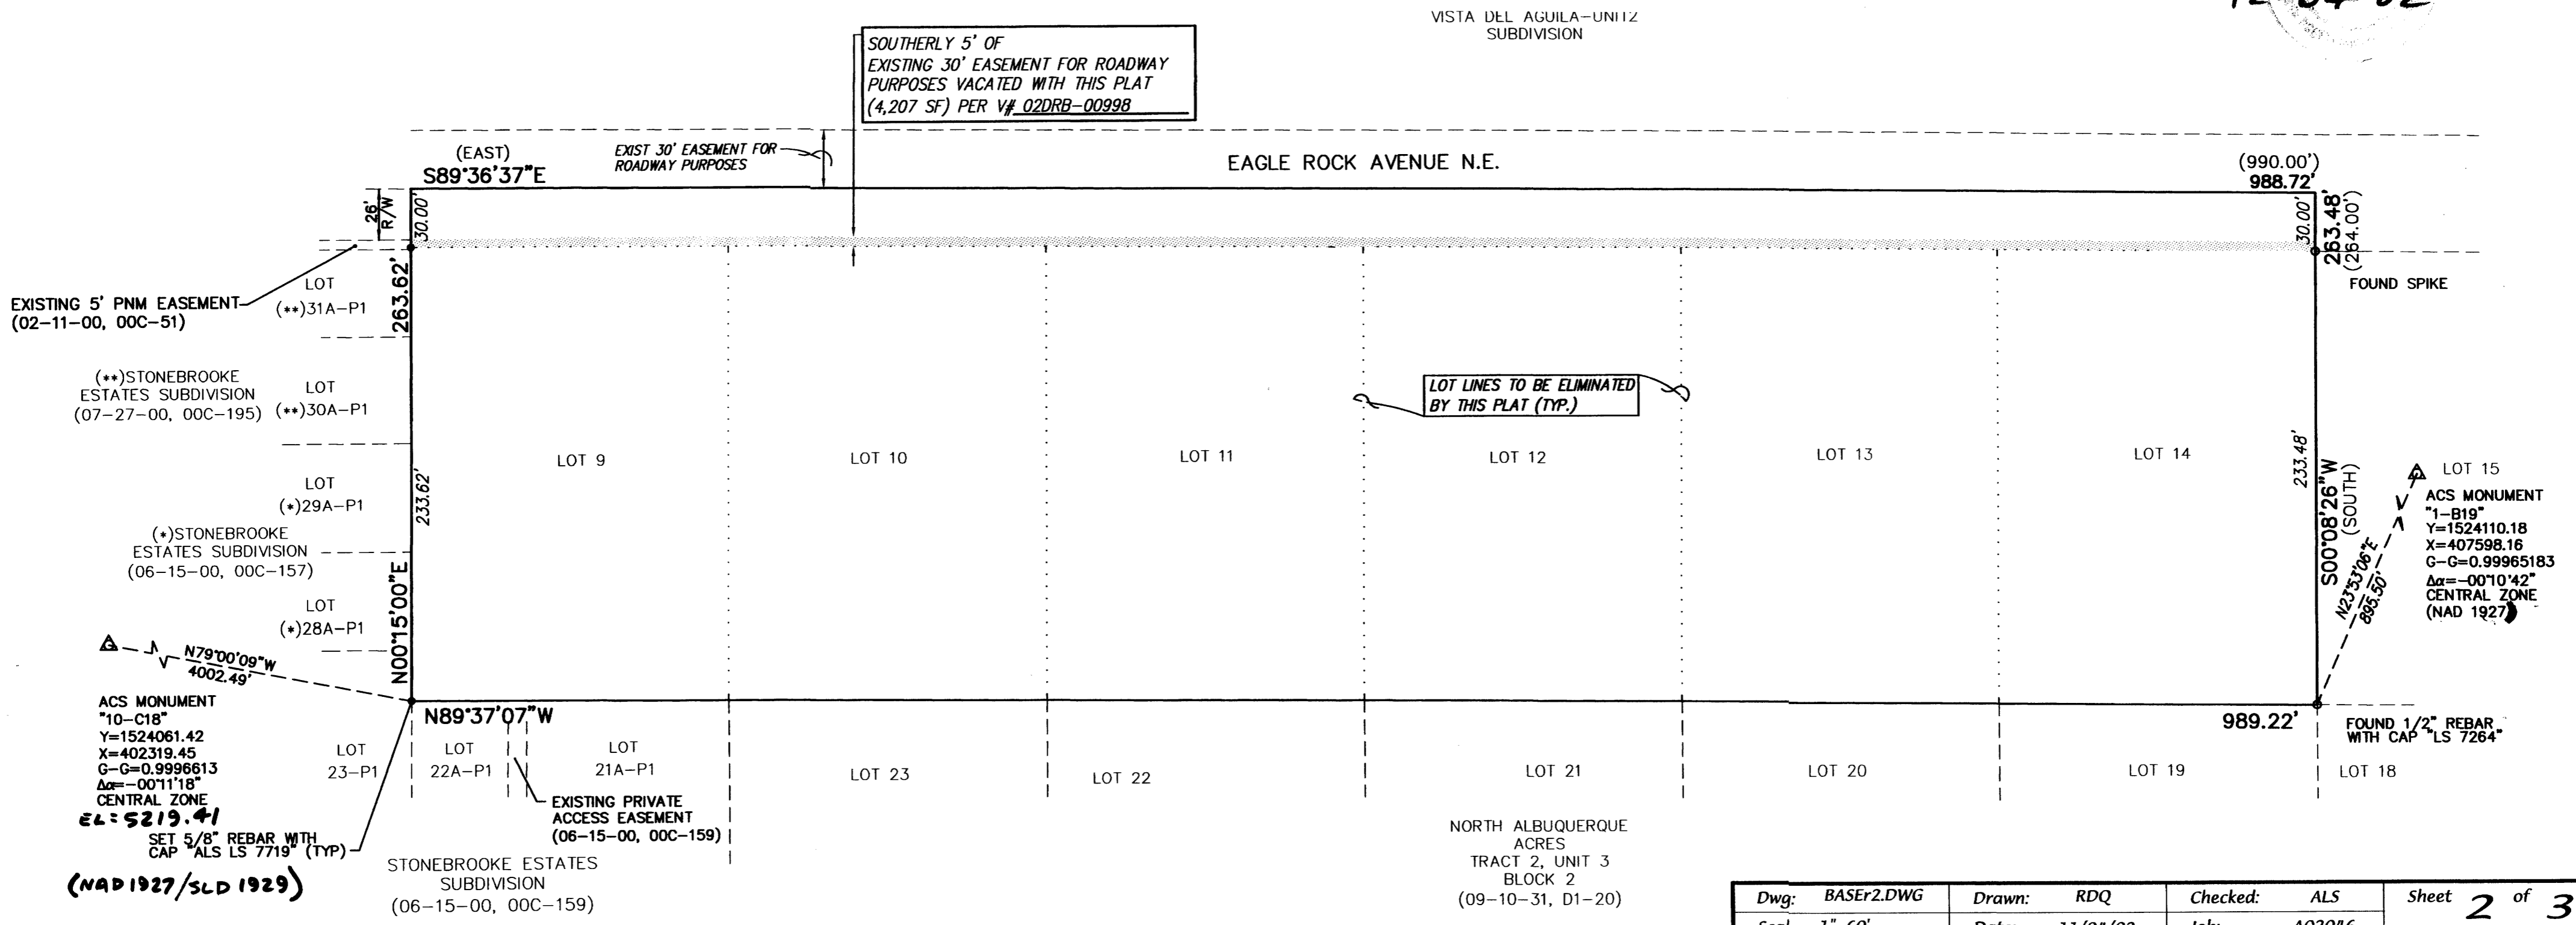 VISTA DEL AGUILA-UNIT2
SUBDIVISION
SOUTHERLY 5' OF
EXISTING 30' EASEMENT FOR ROADWAY
PURPOSES VACATED WITH THIS PLAT
(4,207 SF) PER V# 02DRB-00998
(EAST)
S89°36'37"E
EXIST 30' EASEMENT FOR
ROADWAY PURPOSES
EAGLE ROCK AVENUE N.E.
(990.00')
988.72'
26'
R/W
30.00'
30.00'
263.48'
(264.00')
FOUND SPIKE
EXISTING 5' PNM EASEMENT
(02-11-00, 00C-51)
LOT
(**)31A-P1
263.62'
(**)STONEBROOKE
ESTATES SUBDIVISION
(07-27-00, 00C-195)
LOT
(**)30A-P1
LOT LINES TO BE ELIMINATED
BY THIS PLAT (TYP.)
LOT 9
LOT 10
LOT 11
LOT 12
LOT 13
LOT 14
LOT 15
233.62'
233.48'
LOT
(*)29A-P1
(*)STONEBROOKE
ESTATES SUBDIVISION
(06-15-00, 00C-157)
LOT
(*)28A-P1
N00°15'00"E
S00°08'26"W
(SOUTH)
N23°53'06"E
895.50'
ACS MONUMENT
"1-B19"
Y=1524110.18
X=407598.16
G-G=0.99965183
Δα=-00°10'42"
CENTRAL ZONE
(NAD 1927)
N79°00'09"W
4002.49'
ACS MONUMENT
"10-C18"
Y=1524061.42
X=402319.45
G-G=0.9996613
Δα=-00°11'18"
CENTRAL ZONE
EL=5219.41
SET 5/8" REBAR WITH
CAP "ALS LS 7719" (TYP)
(NAD1927/SLD 1929)
N89°37'07"W
989.22'
FOUND 1/2" REBAR
WITH CAP "LS 7264"
LOT
23-P1
LOT
22A-P1
LOT
21A-P1
LOT 23
LOT 22
LOT 21
LOT 20
LOT 19
LOT 18
EXISTING PRIVATE
ACCESS EASEMENT
(06-15-00, 00C-159)
STONEBROOKE ESTATES
SUBDIVISION
(06-15-00, 00C-159)
NORTH ALBUQUERQUE
ACRES
TRACT 2, UNIT 3
BLOCK 2
(09-10-31, D1-20)
Dwg: BASEr2.DWG Drawn: RDQ Checked: ALS Sheet 2 of 3